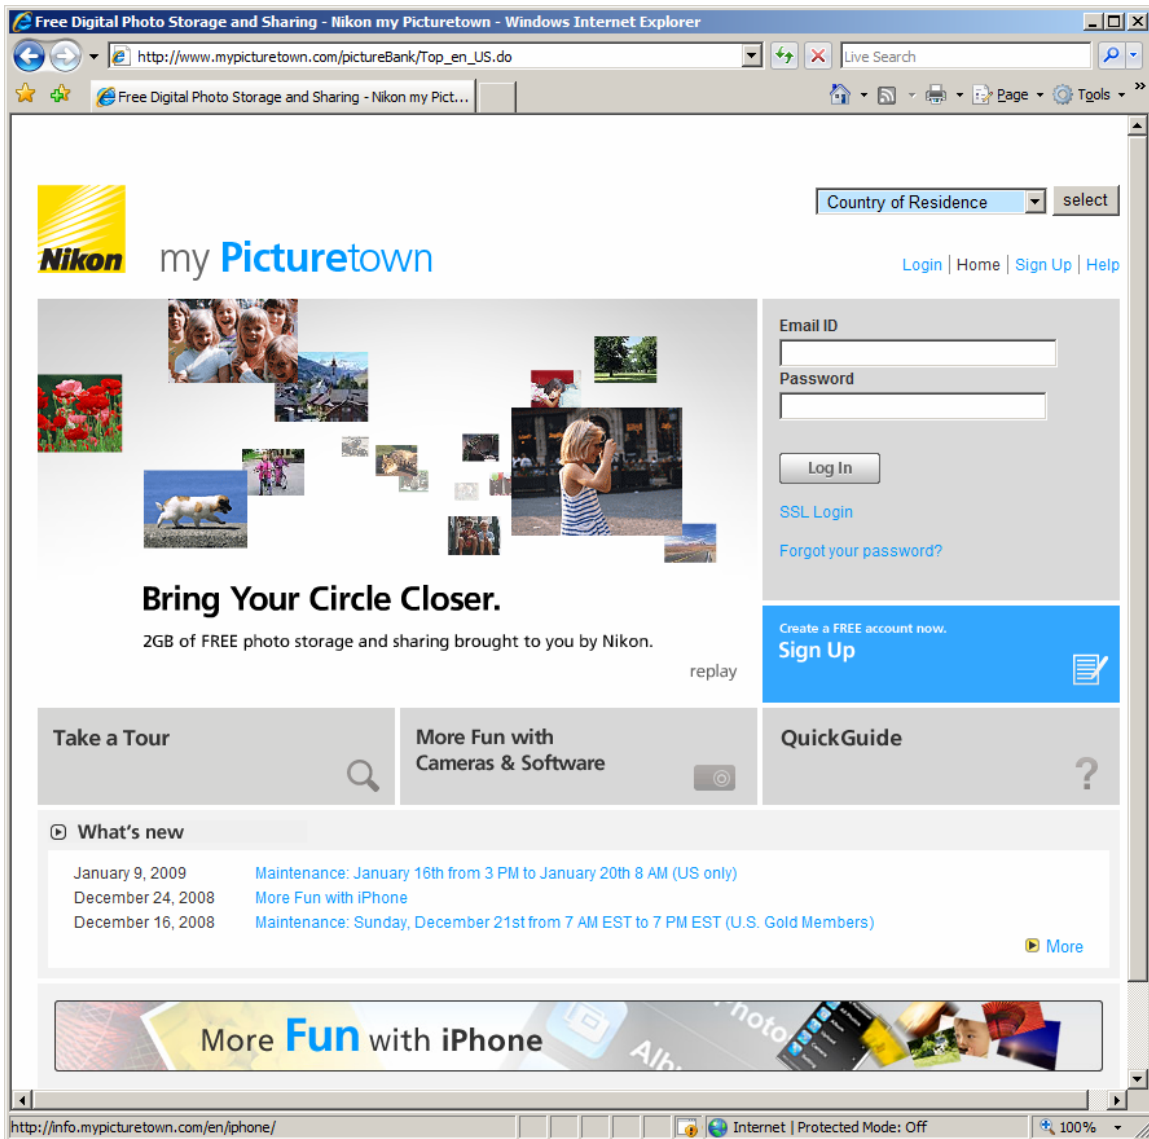 Free Digital Photo Storage and Sharing - Nikon my Picturetown - Windows Internet Explorer
http://www.mypicturetown.com/pictureBank/Top_en_US.do
Live Search
Free Digital Photo Storage and Sharing - Nikon my Pict...
Page
Tools
Country of Residence
select
Nikon
my Picturetown
Login | Home | Sign Up | Help
Email ID
Password
Log In
SSL Login
Forgot your password?
Bring Your Circle Closer.
2GB of FREE photo storage and sharing brought to you by Nikon.
replay
Create a FREE account now.
Sign Up
Take a Tour
More Fun with
Cameras & Software
QuickGuide
?
What's new
January 9, 2009 Maintenance: January 16th from 3 PM to January 20th 8 AM (US only)
December 24, 2008 More Fun with iPhone
December 16, 2008 Maintenance: Sunday, December 21st from 7 AM EST to 7 PM EST (U.S. Gold Members)
More
More Fun with iPhone
Photo
http://info.mypicturetown.com/en/iphone/
Internet | Protected Mode: Off
100%